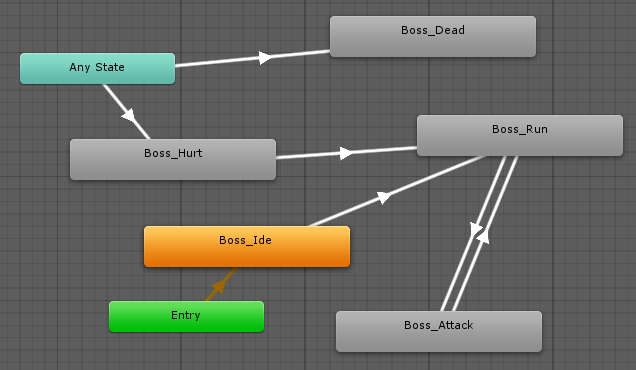 Boss_Dead
Any State
Boss_Run
Boss_Hurt
Boss_Ide
Entry
Boss_Attack